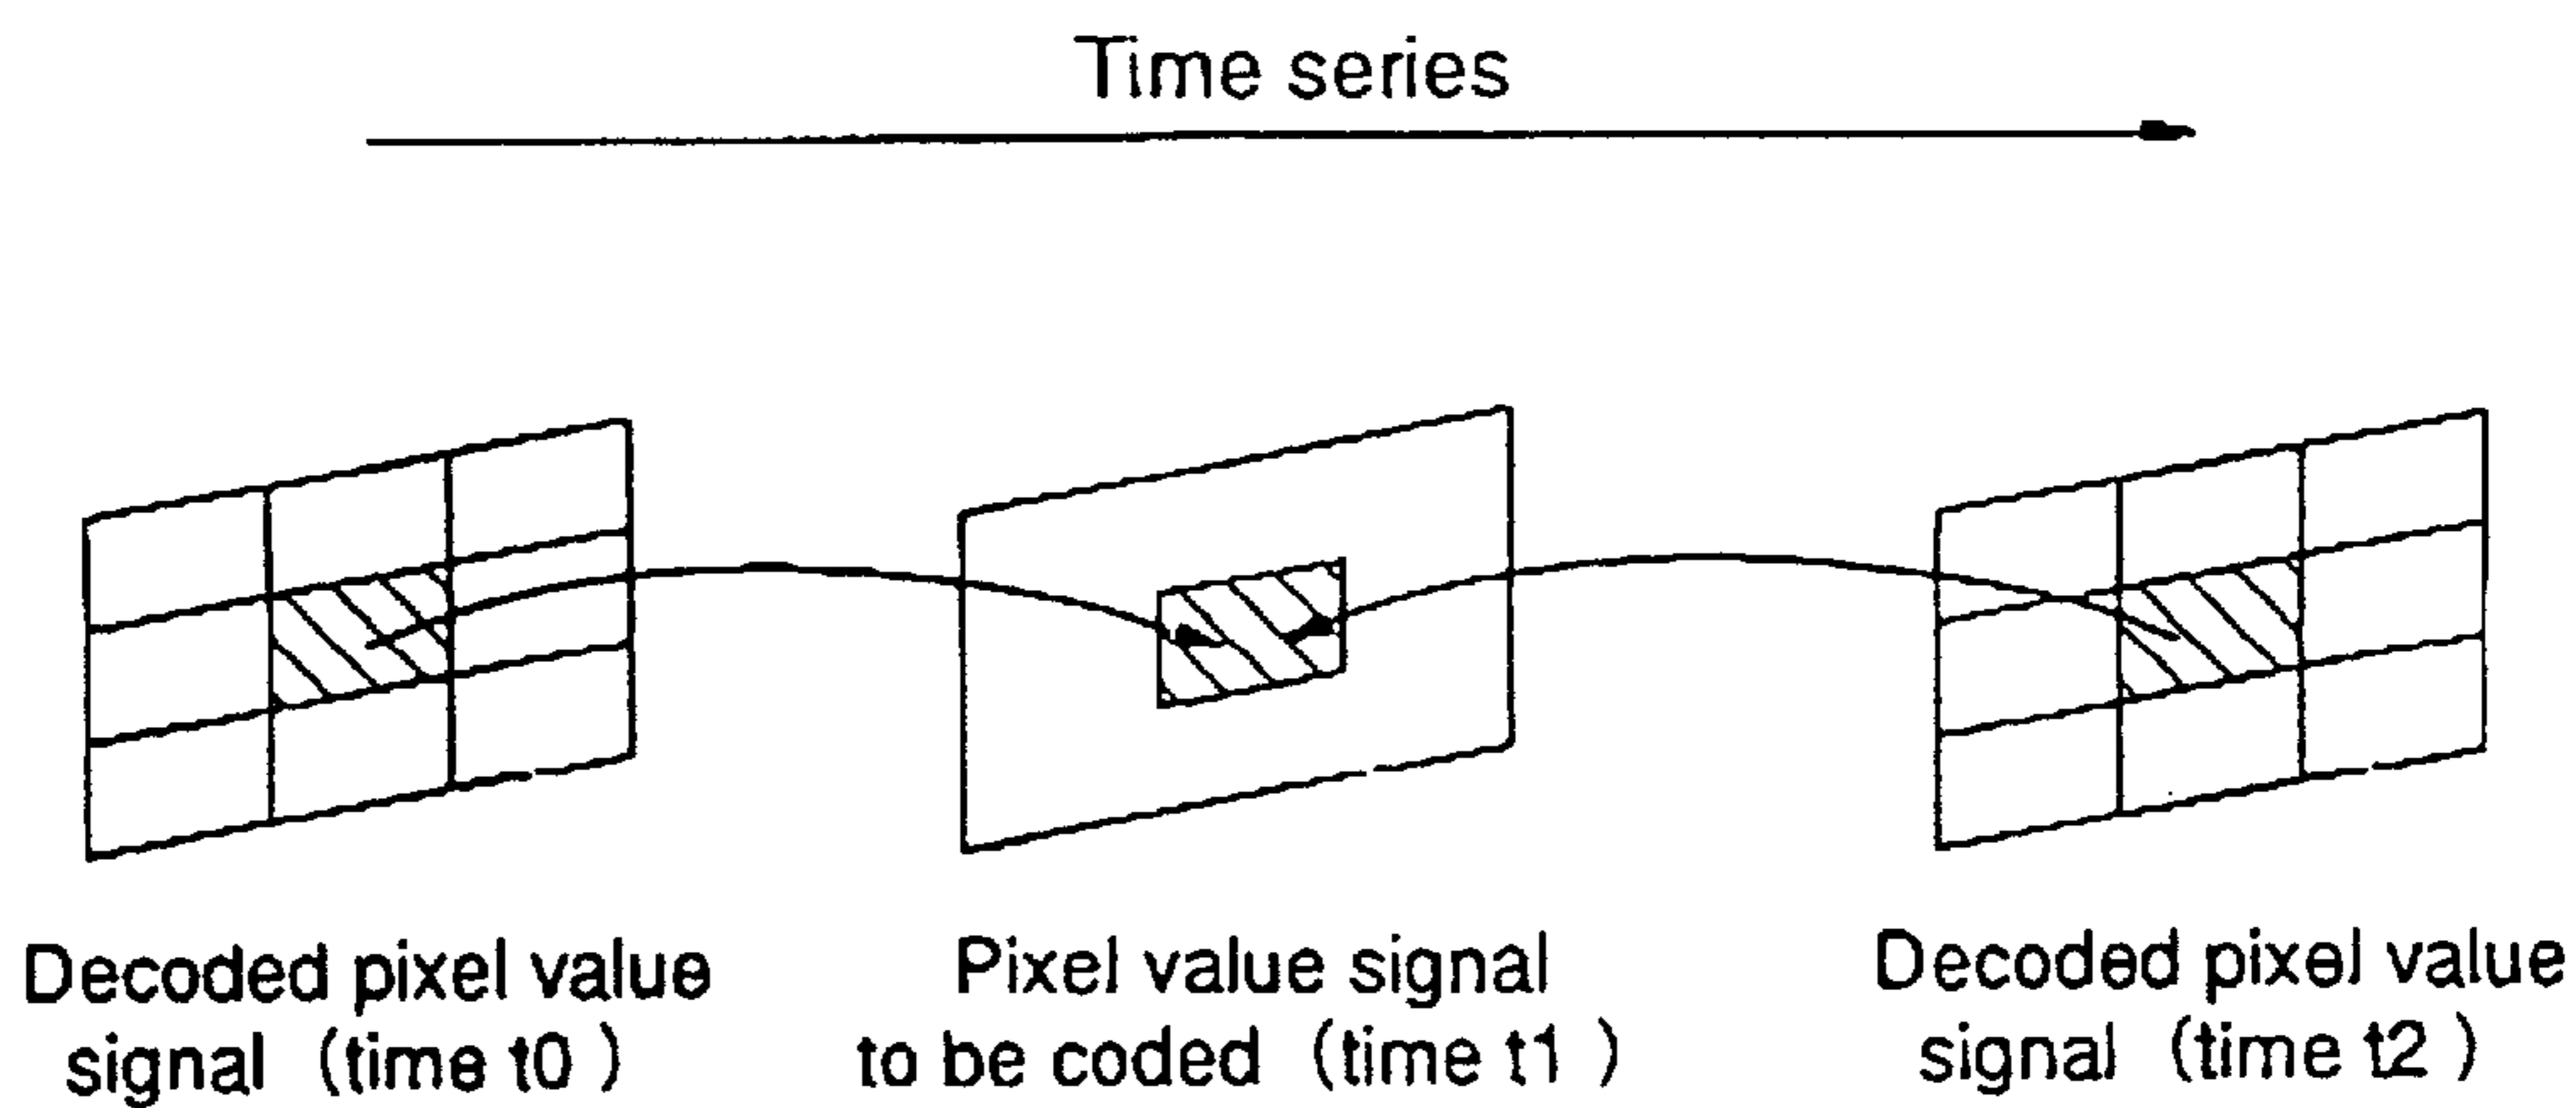 Time series
Decoded pixel value
signal (time t0 )
Pixel value signal
to be coded (time t1 )
Decoded pixel value
signal (time t2 )